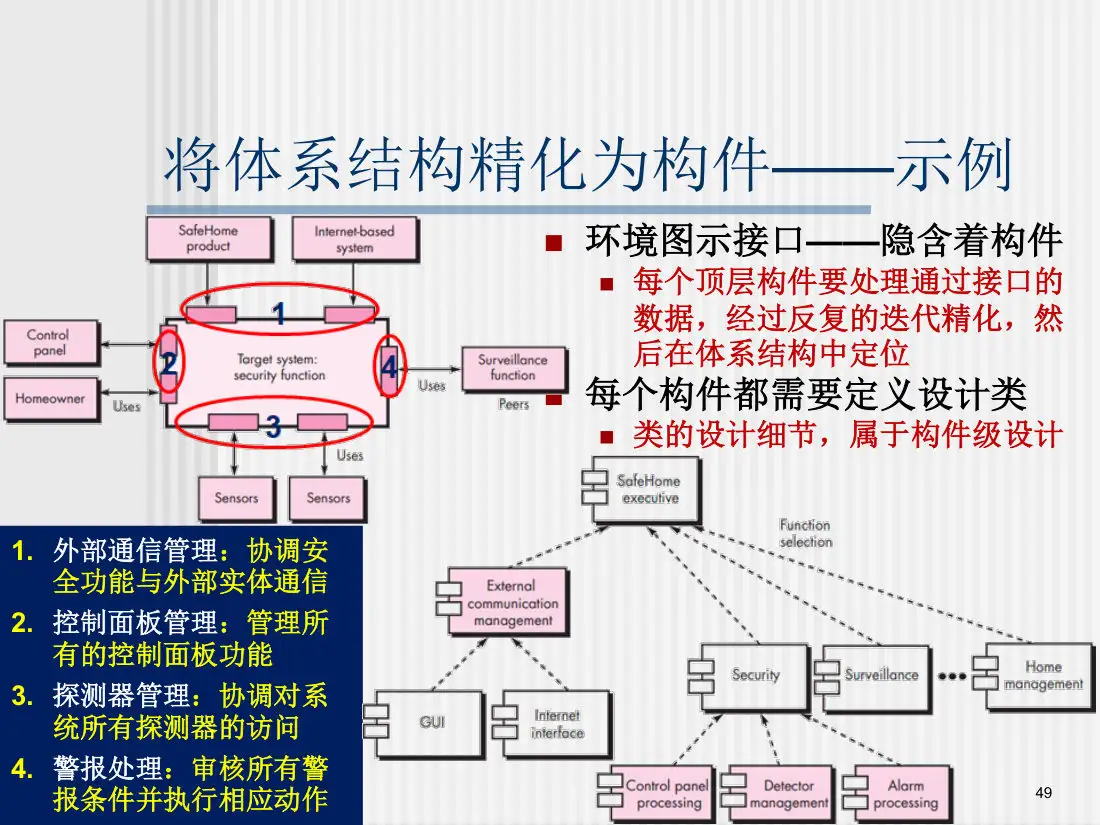 将体系结构精化为构件——示例
SafeHome
product
Internet-based
system
Control
panel
Homeowner
Uses
1
2
3
4
Target system:
security function
Uses
Surveillance
function
Peers
Uses
Sensors
Sensors
环境图示接口——隐含着构件
每个顶层构件要处理通过接口的
数据，经过反复的迭代精化，然
后在体系结构中定位
每个构件都需要定义设计类
类的设计细节，属于构件级设计
1. 外部通信管理：协调安
全功能与外部实体通信
2. 控制面板管理：管理所
有的控制面板功能
3. 探测器管理：协调对系
统所有探测器的访问
4. 警报处理：审核所有警
报条件并执行相应动作
SafeHome
executive
Function
selection
External
communication
management
Security
Surveillance
Home
management
GUI
Internet
interface
Control panel
processing
Detector
management
Alarm
processing
49